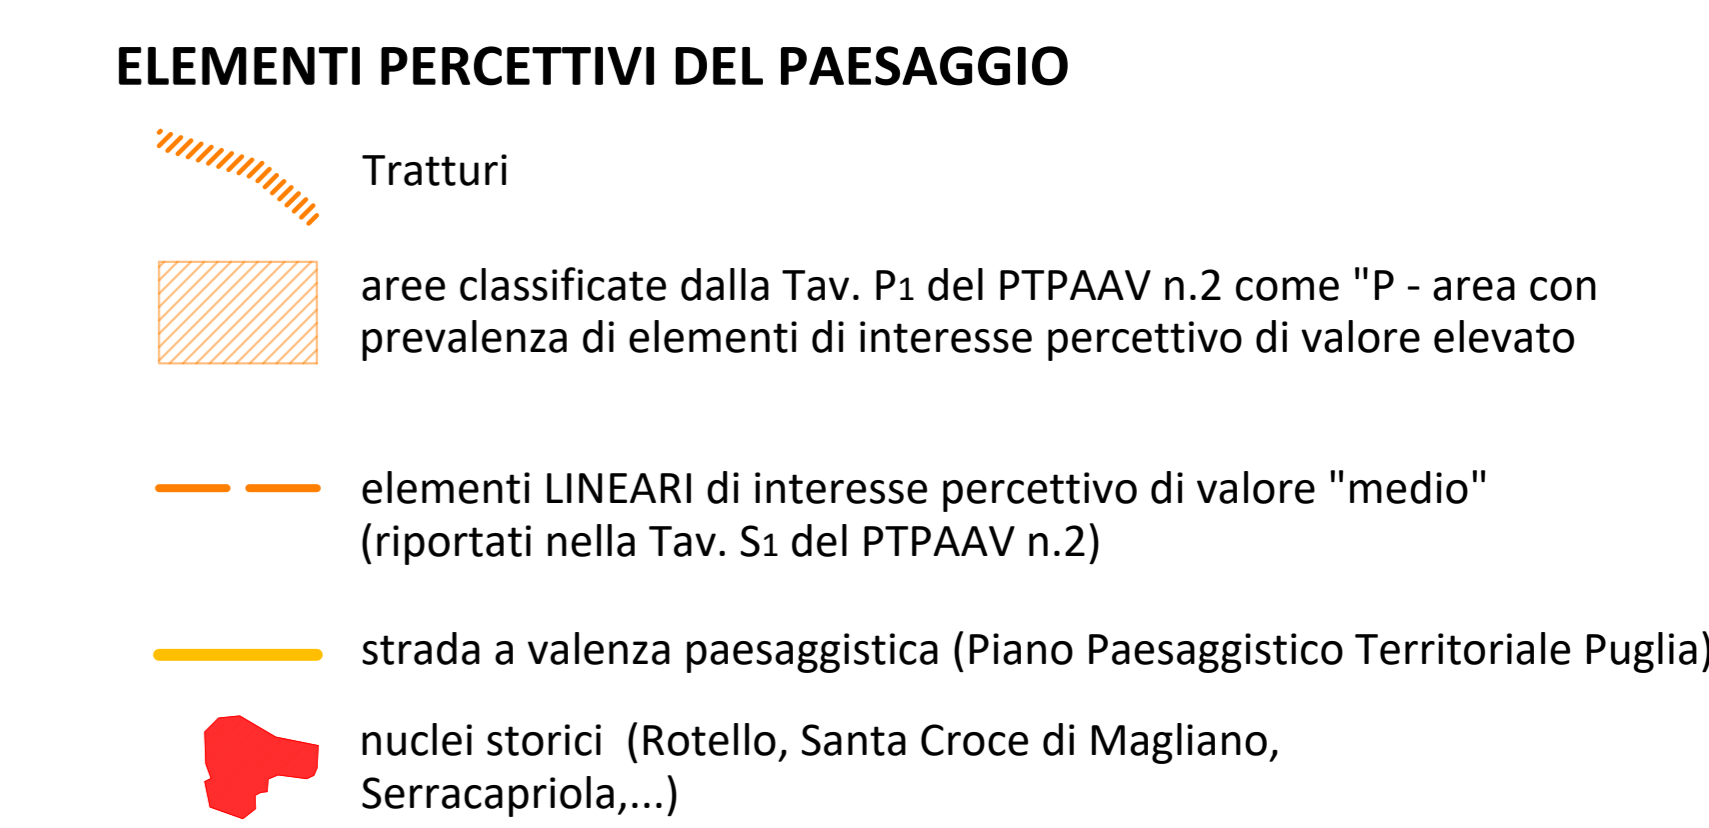 ELEMENTI PERCETTIVI DEL PAESAGGIO
Tratturi
aree classificate dalla Tav. P1 del PTPAAV n.2 come "P - area con
prevalenza di elementi di interesse percettivo di valore elevato
elementi LINEARI di interesse percettivo di valore "medio"
(riportati nella Tav. S1 del PTPAAV n.2)
strada a valenza paesaggistica (Piano Paesaggistico Territoriale Puglia)
nuclei storici  (Rotello, Santa Croce di Magliano,
Serracapriola,...)